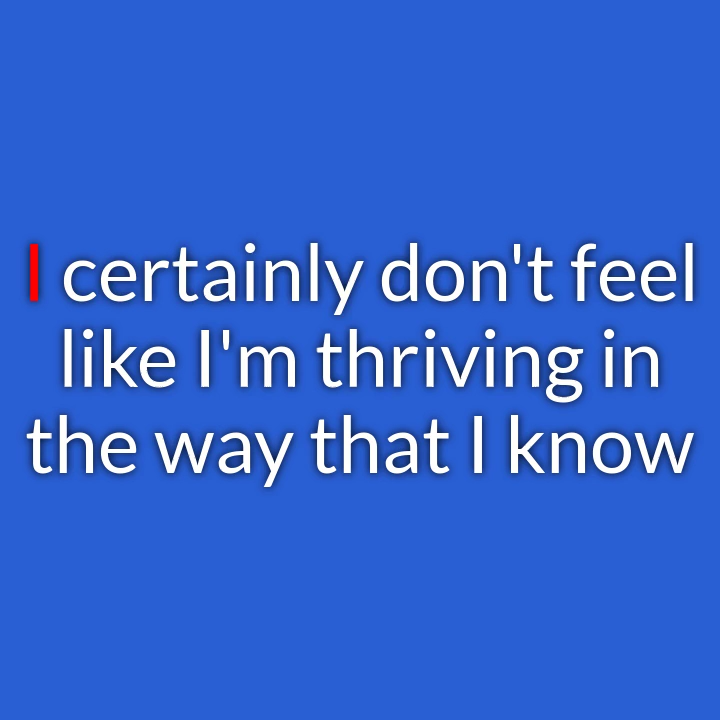 I certainly don't feel
like I'm thriving in
the way that I know